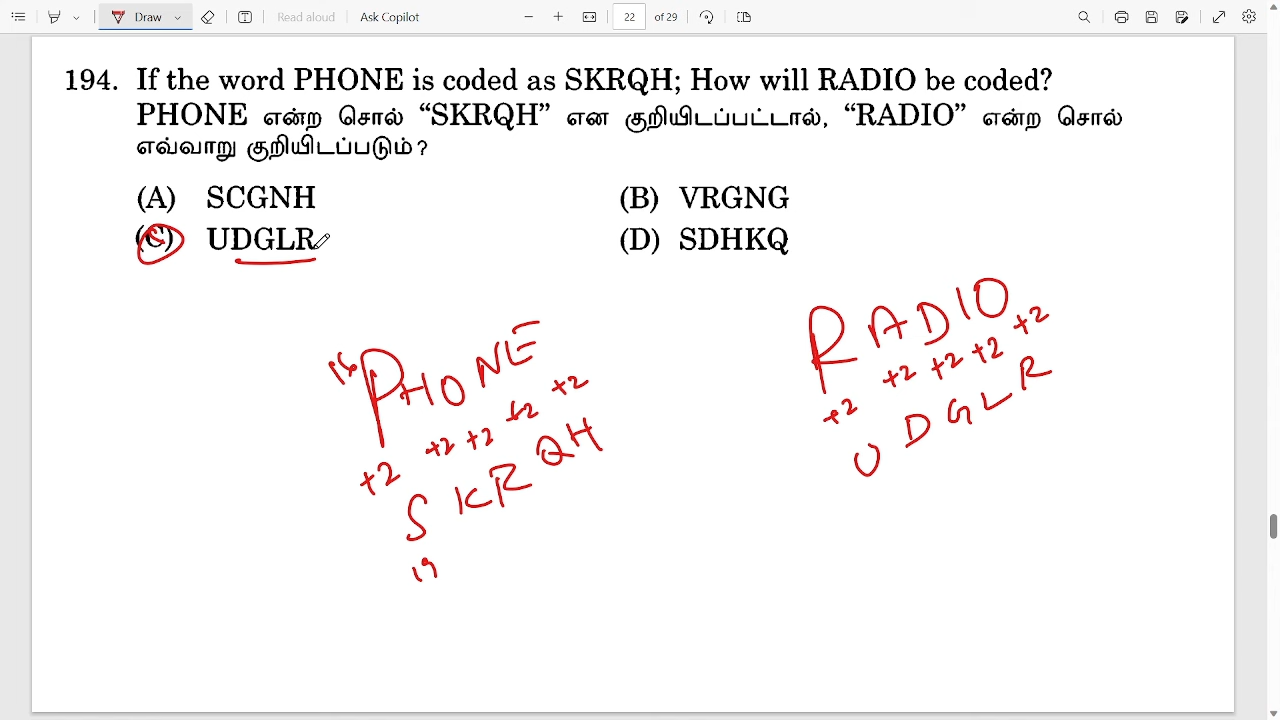 Draw
Read aloud
Ask Copilot
22 of 29
194. If the word PHONE is coded as SKRQH; How will RADIO be coded?
PHONE என்ற சொல் “SKRQH” என குறியிடப்பட்டால், “RADIO” என்ற சொல்
எவ்வாறு குறியிடப்படும்?
(A) SCGNH (B) VRGNG
(C) UDGLR (D) SDHKQ
16 PHONE
+2 +2 +2 +2 +2
SKRQH
19
RADIO
+2 +2 +2 +2 +2
UDGLR